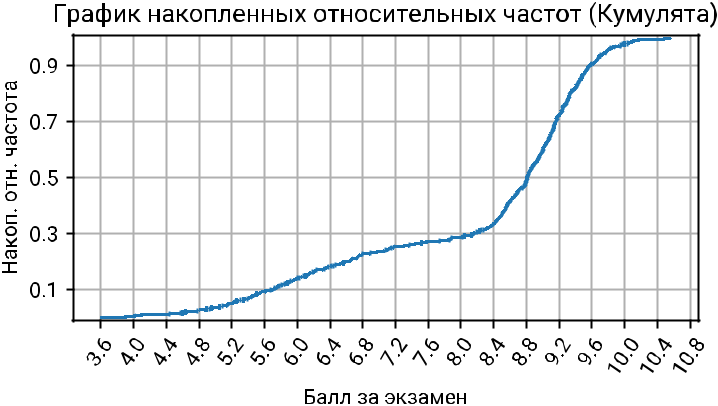 График накопленных относительных частот (Кумулята)
Накоп. отн. частота
0.9
0.7
0.5
0.3
0.1
3.6 4.0 4.4 4.8 5.2 5.6 6.0 6.4 6.8 7.2 7.6 8.0 8.4 8.8 9.2 9.6 10.0 10.4 10.8
Балл за экзамен